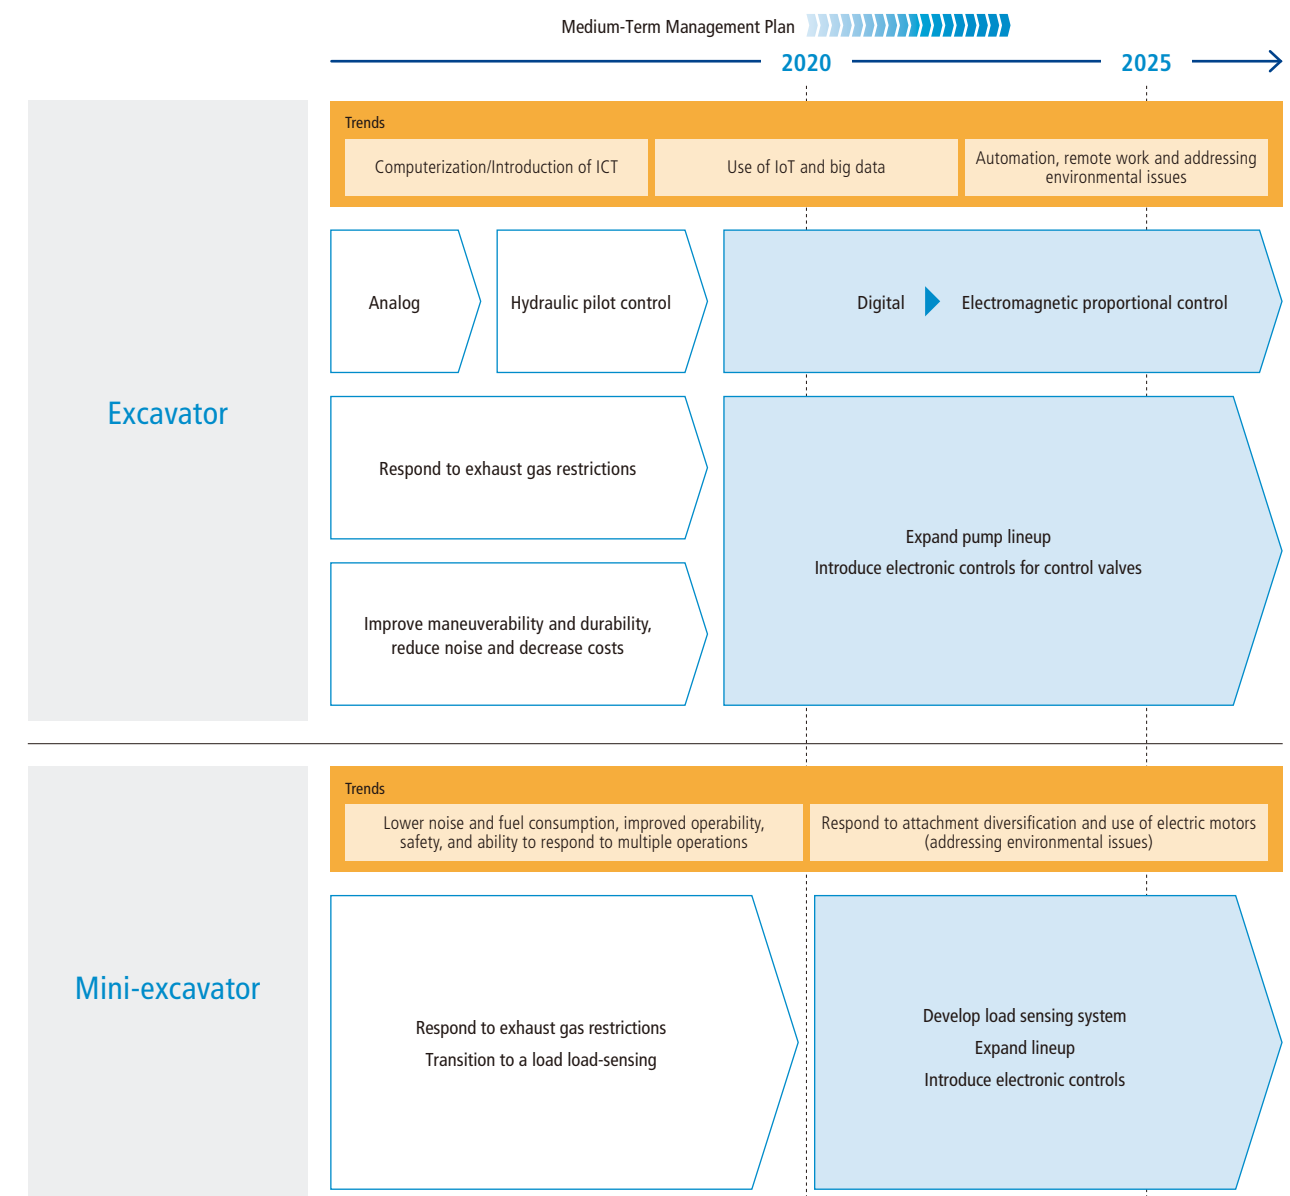 Medium-Term Management Plan
2020
2025
Excavator
Trends
Computerization/Introduction of ICT
Use of IoT and big data
Automation, remote work and addressing
environmental issues
Analog
Hydraulic pilot control
Digital
Electromagnetic proportional control
Respond to exhaust gas restrictions
Improve maneuverability and durability,
reduce noise and decrease costs
Expand pump lineup
Introduce electronic controls for control valves
Mini-excavator
Trends
Lower noise and fuel consumption, improved operability,
safety, and ability to respond to multiple operations
Respond to attachment diversification and use of electric motors
(addressing environmental issues)
Respond to exhaust gas restrictions
Transition to a load load-sensing
Develop load sensing system
Expand lineup
Introduce electronic controls